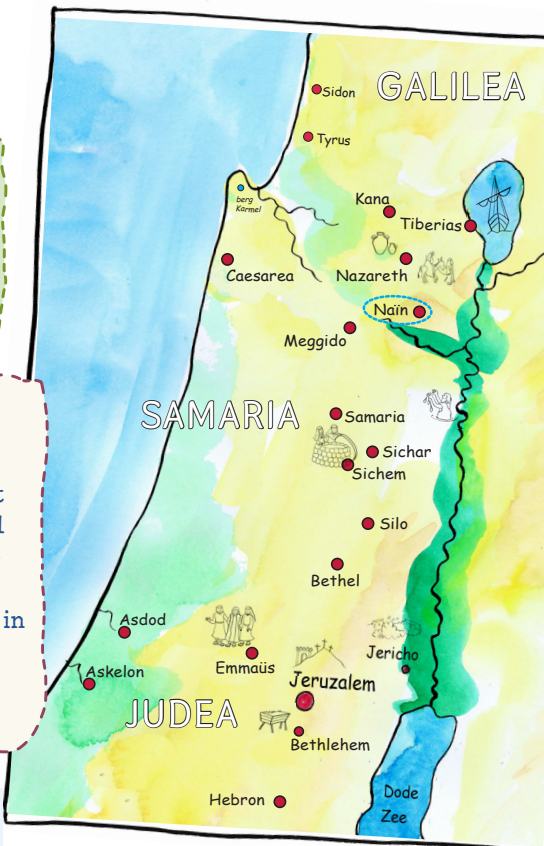 GALILEA
Sidon
Tyrus
berg
Karmel
Kana
Tiberias
Caesarea
Nazareth
Naïn
Meggido
SAMARIA
Samaria
Sichar
Sichem
Silo
Bethel
in
Asdod
Emmaüs
Jericho
Askelon
Jeruzalem
JUDEA
Bethlehem
Hebron
Dode
Zee